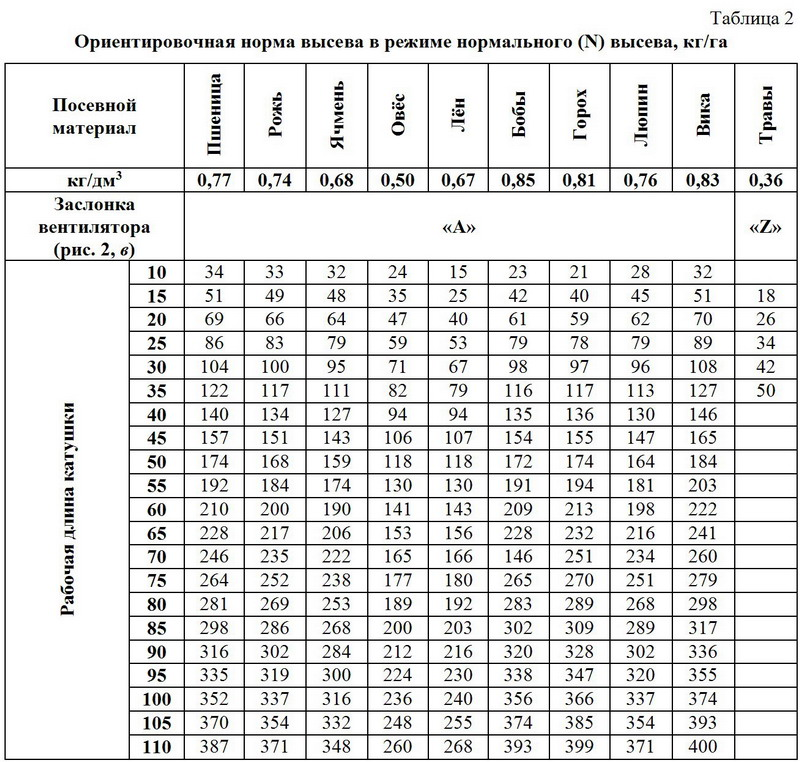 Таблица 2
Ориентировочная норма высева в режиме нормального (N) высева, кг/га
Посевной материал Пшеница Рожь Ячмень Овёс Лён Бобы Горох Люпин Вика Травы
кг/дм³ 0,77 0,74 0,68 0,50 0,67 0,85 0,81 0,76 0,83 0,36
Заслонка вентилятора (рис. 2, в) «А» «Z»
Рабочая длина катушки
10 34 33 32 24 15 23 21 28 32
15 51 49 48 35 25 42 40 45 51 18
20 69 66 64 47 40 61 59 62 70 26
25 86 83 79 59 53 79 78 79 89 34
30 104 100 95 71 67 98 97 96 108 42
35 122 117 111 82 79 116 117 113 127 50
40 140 134 127 94 94 135 136 130 146
45 157 151 143 106 107 154 155 147 165
50 174 168 159 118 118 172 174 164 184
55 192 184 174 130 130 191 194 181 203
60 210 200 190 141 143 209 213 198 222
65 228 217 206 153 156 228 232 216 241
70 246 235 222 165 166 146 251 234 260
75 264 252 238 177 180 265 270 251 279
80 281 269 253 189 192 283 289 268 298
85 298 286 268 200 203 302 309 289 317
90 316 302 284 212 216 320 328 302 336
95 335 319 300 224 230 338 347 320 355
100 352 337 316 236 240 356 366 337 374
105 370 354 332 248 255 374 385 354 393
110 387 371 348 260 268 393 399 371 400